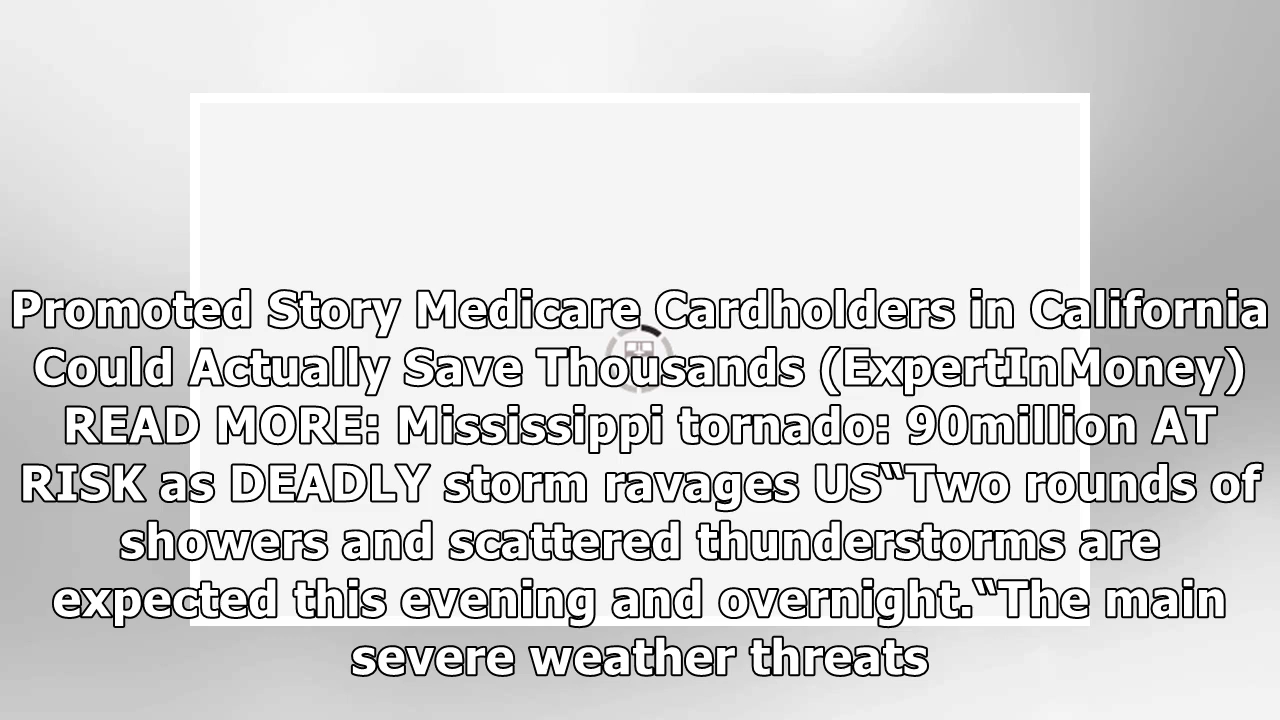 Promoted Story Medicare Cardholders in California
Could Actually Save Thousands (ExpertInMoney)
READ MORE: Mississippi tornado: 90million AT
RISK as DEADLY storm ravages US“Two rounds of
showers and scattered thunderstorms are
expected this evening and overnight.“The main
severe weather threats